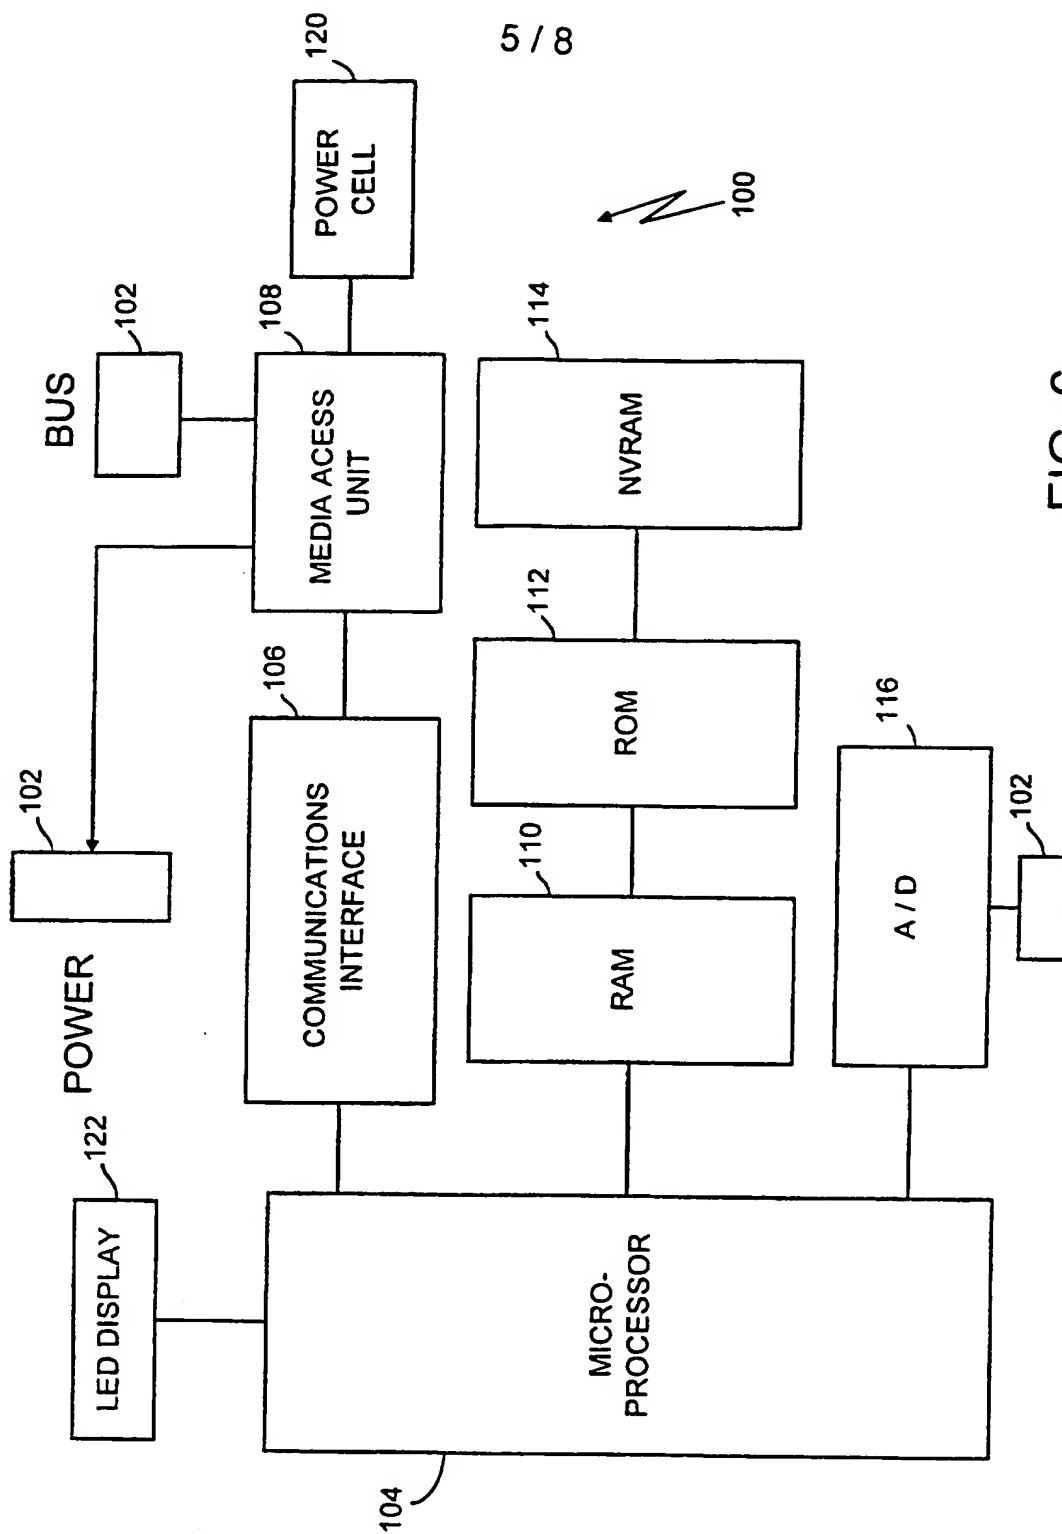 5 / 8
POWER
102
BUS
102
LED DISPLAY
122
COMMUNICATIONS
INTERFACE
106
MEDIA ACESS
UNIT
108
POWER
CELL
120
MICRO-
PROCESSOR
104
RAM
110
ROM
112
NVRAM
114
A / D
116
102
100